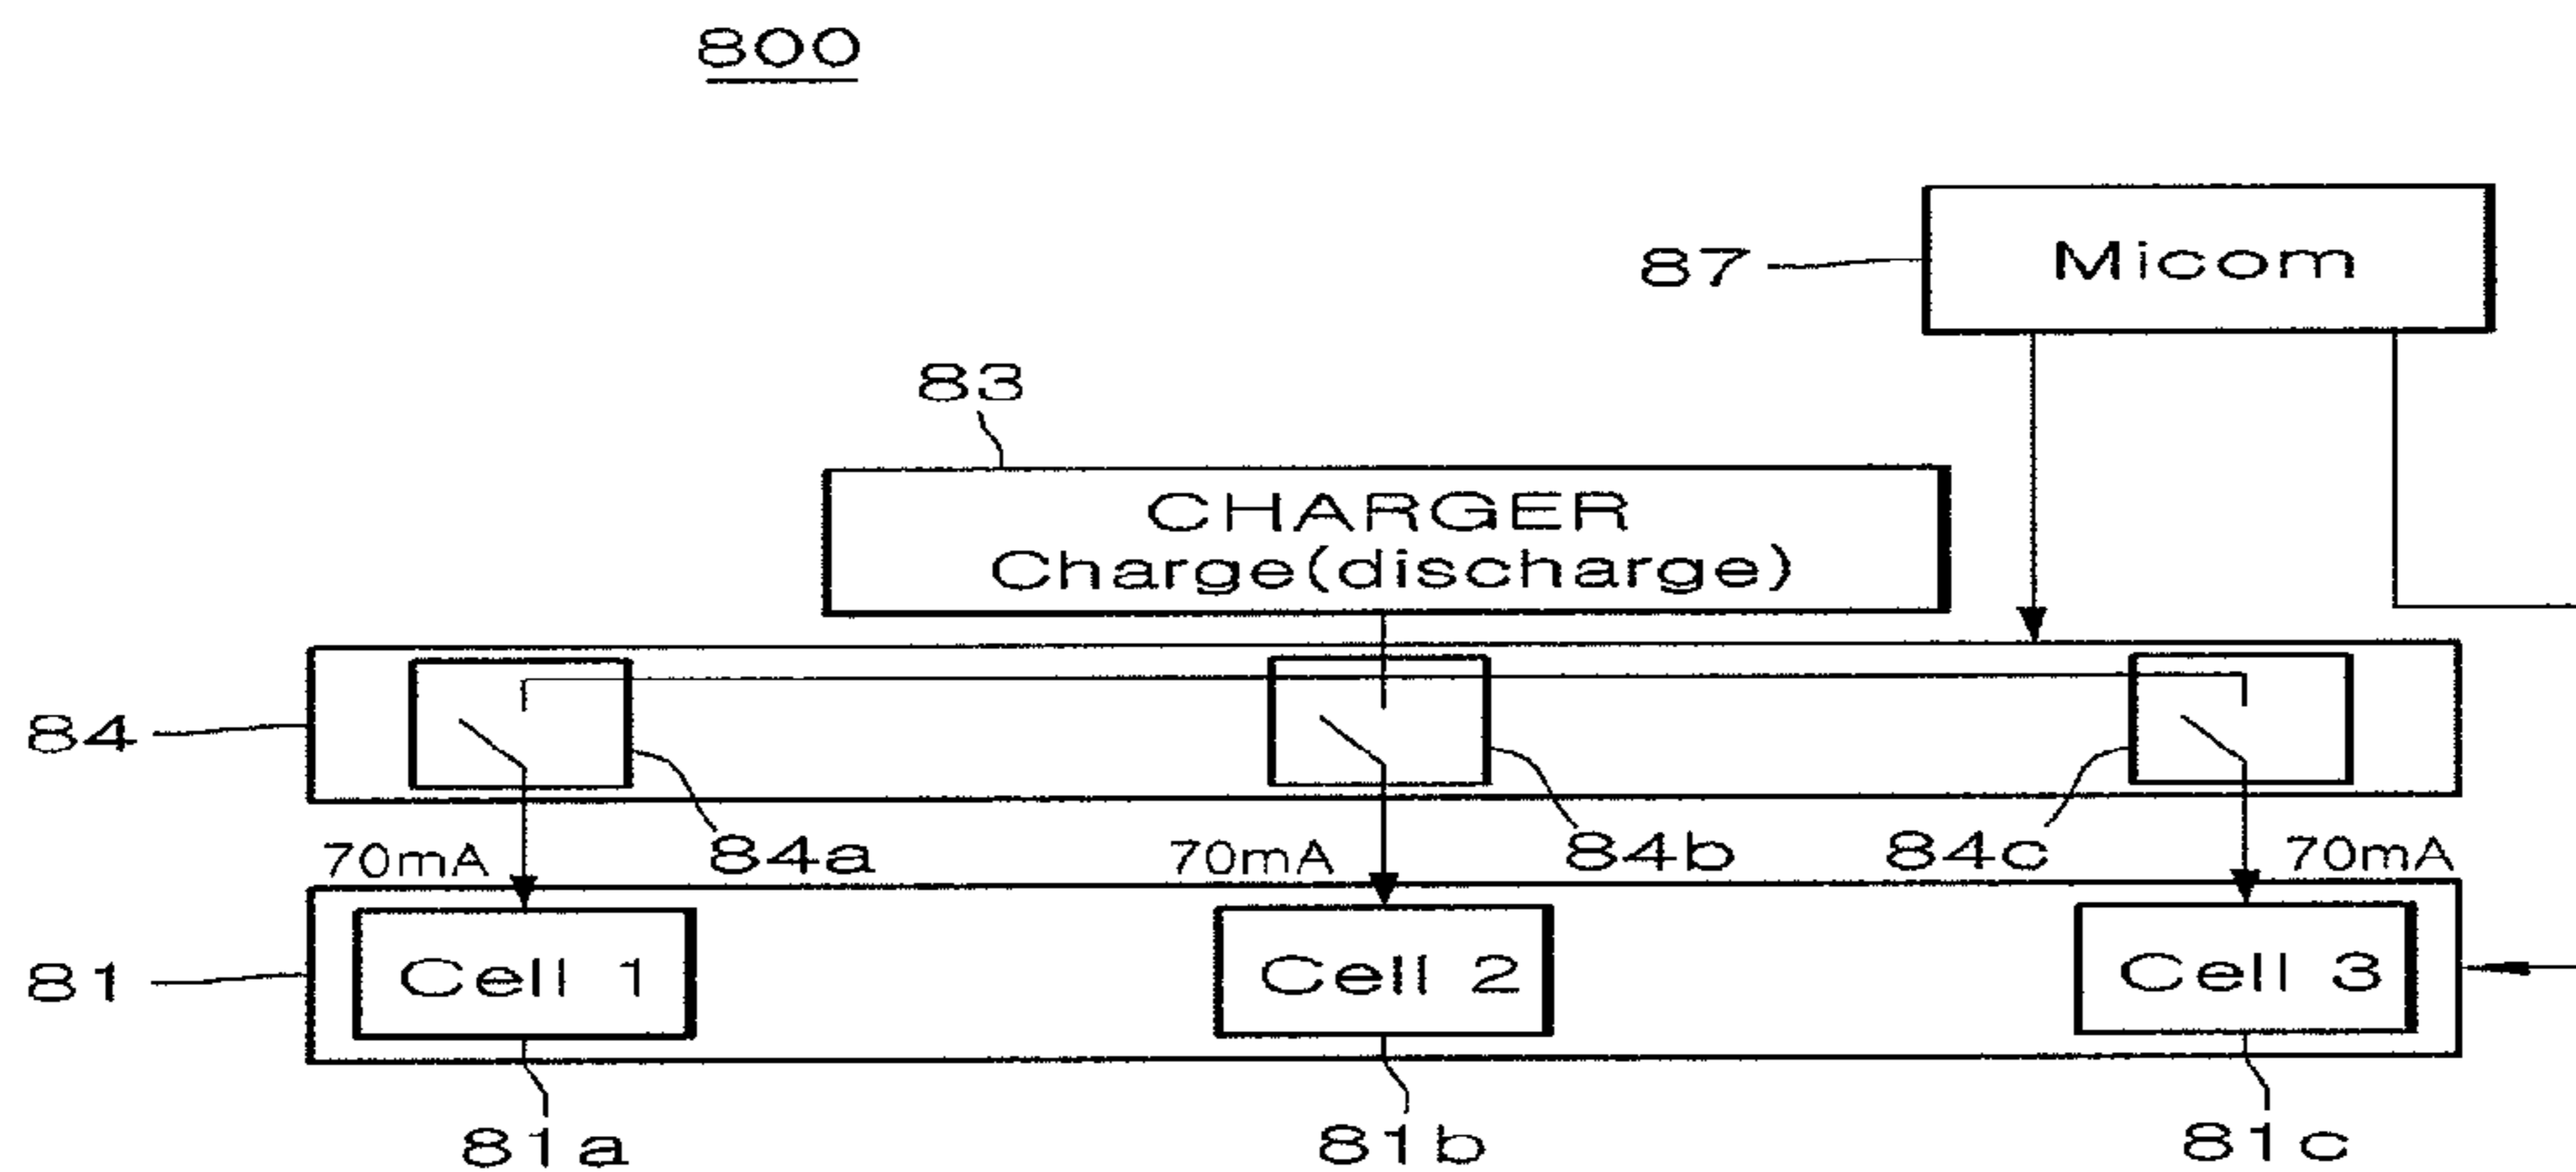 800
87
Micom
83
CHARGER
Charge(discharge)
84
70mA
84a
70mA
84b
84c
70mA
81
Cell 1
Cell 2
Cell 3
81a
81b
81c